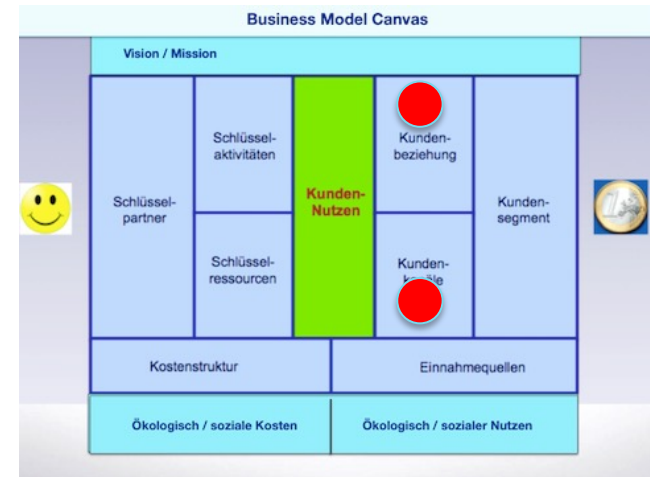 Business Model Canvas
Vision / Mission
Schlüssel-
partner
Schlüssel-
aktivitäten
Schlüssel-
ressourcen
Kunden-
Nutzen
Kunden-
beziehung
Kunden-
kanäle
Kunden-
segment
Kostenstruktur
Einnahmequellen
Ökologisch / soziale Kosten
Ökologisch / sozialer Nutzen